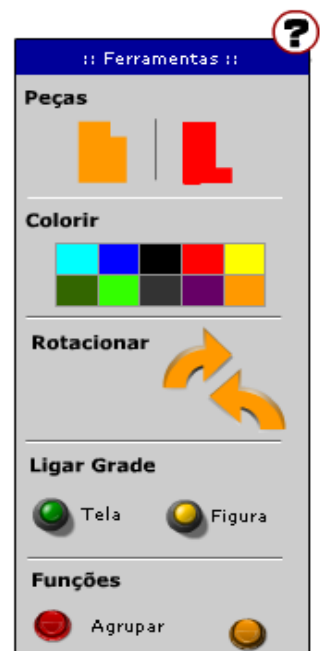 ?
:: Ferramentas ::
Peças
Colorir
Rotacionar
Ligar Grade
Tela Figura
Funções
Agrupar